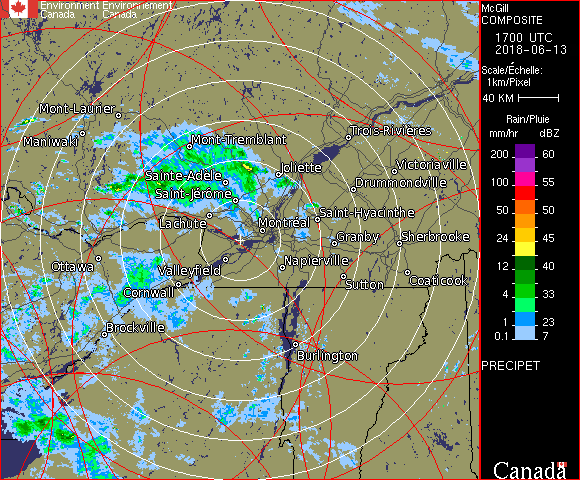 Environment Environnement
Canada Canada
McGill
COMPOSITE
1700 UTC
2018-06-13
Scale/Échelle:
1km/Pixel
40 KM
Rain/Pluie
mm/hr dBZ
200 60
100 55
50 50
24 45
12 40
4 33
1 23
0.1 7
PRECIPET
Canada
Mont-Laurier
Maniwaki
Mont-Tremblant
Trois-Rivières
Sainte-Adèle
Joliette
Victoriaville
Saint-Jérôme
Drummondville
Lachute
Montréal
Saint-Hyacinthe
Granby
Sherbrooke
Ottawa
Valleyfield
Napierville
Cornwall
Sutton
Coaticook
Brockville
Burlington